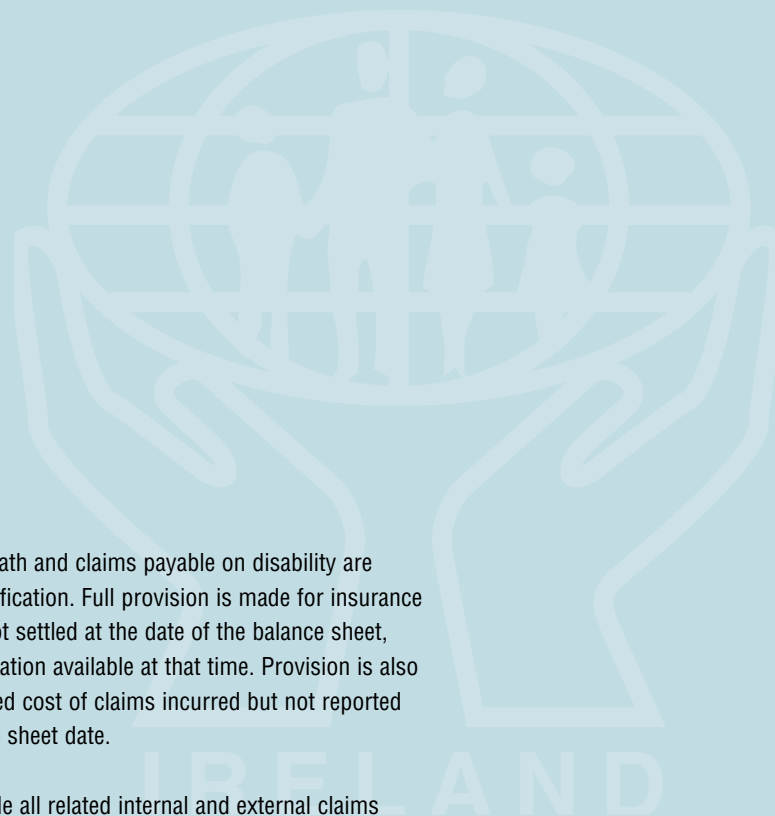 ath and claims payable on disability are
fication. Full provision is made for insurance
ot settled at the date of the balance sheet,
ation available at that time. Provision is also
ed cost of claims incurred but not reported
sheet date.
IRELAND
de all related internal and external claims